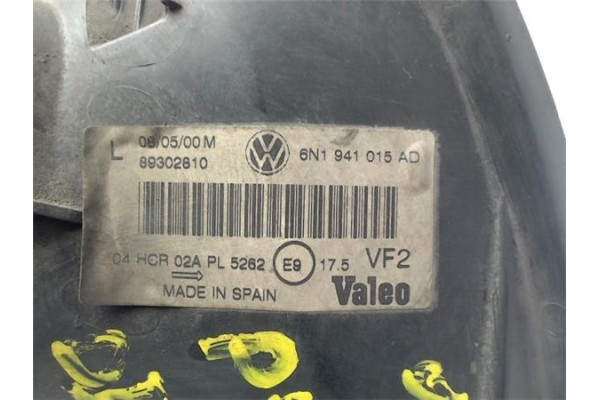 L 09/05/00 M
89302810
6N1 941 015 AD
04 HCR 02A PL 5262 E9 17.5 VF2
MADE IN SPAIN
Valeo